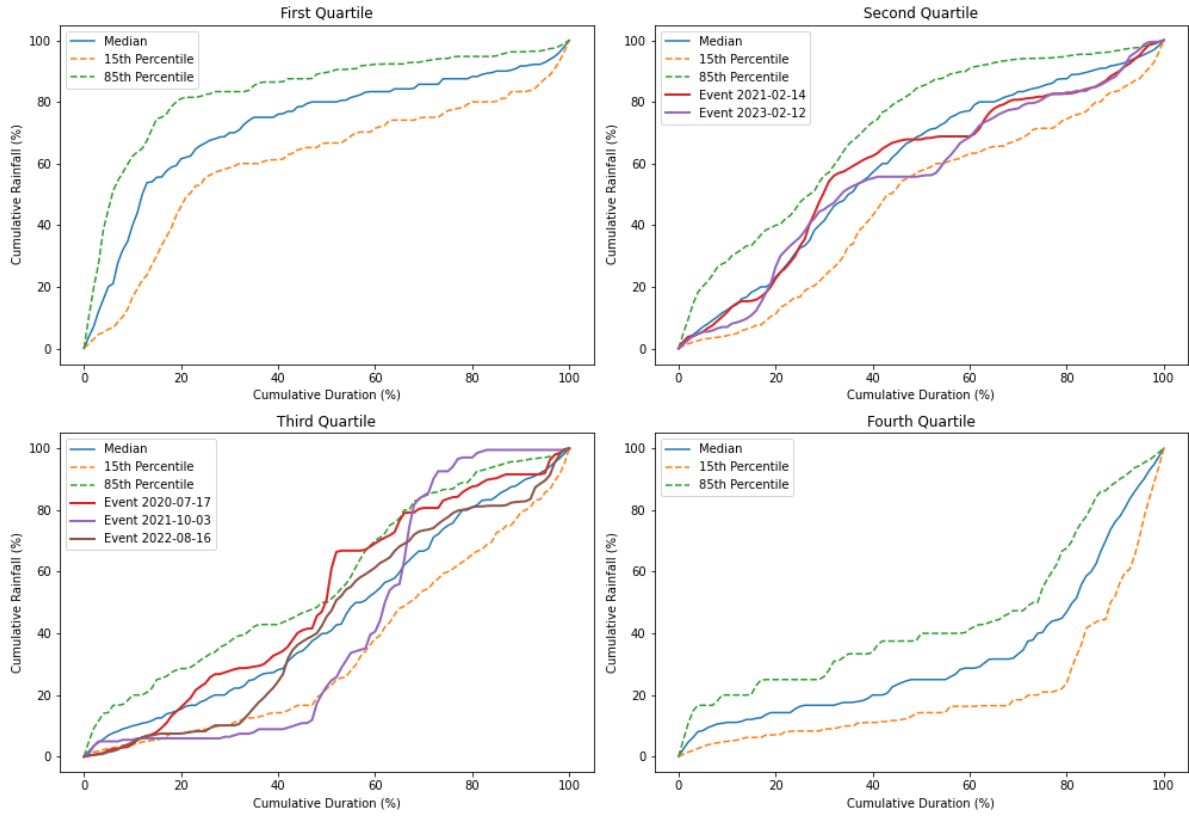 First Quartile
Median
15th Percentile
85th Percentile
100
80
60
40
20
0
Cumulative Rainfall (%)
0 20 40 60 80 100
Cumulative Duration (%)
Second Quartile
Median
15th Percentile
85th Percentile
Event 2021-02-14
Event 2023-02-12
100
80
60
40
20
0
Cumulative Rainfall (%)
0 20 40 60 80 100
Cumulative Duration (%)
Third Quartile
Median
15th Percentile
85th Percentile
Event 2020-07-17
Event 2021-10-03
Event 2022-08-16
100
80
60
40
20
0
Cumulative Rainfall (%)
0 20 40 60 80 100
Cumulative Duration (%)
Fourth Quartile
Median
15th Percentile
85th Percentile
100
80
60
40
20
0
Cumulative Rainfall (%)
0 20 40 60 80 100
Cumulative Duration (%)